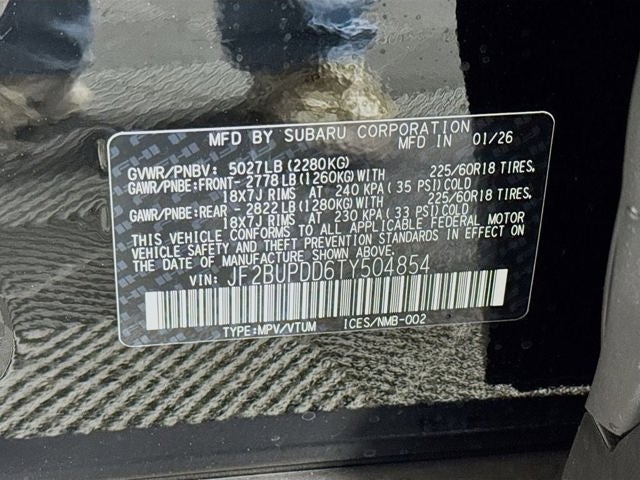 MFD BY SUBARU CORPORATION MFD IN 01/26
GVWR/PNBV: 5027LB(2280KG)
GAWR/PNBE:FRONT-2778LB(1260KG)WITH 225/60R18 TIRES,
18X7J RIMS AT 240 KPA(35 PSI)COLD
GAWR/PNBE:REAR -2822LB(1280KG)WITH 225/60R18 TIRES,
18X7J RIMS AT 230 KPA(33 PSI)COLD
THIS VEHICLE CONFORMS TO ALL APPLICABLE FEDERAL MOTOR
VEHICLE SAFETY AND THEFT PREVENTION STANDARDS IN EFFECT ON
THE DATE OF MANUFACTURE SHOWN ABOVE.
VIN: JF2BUPDD6TY504854
TYPE:MPV/VTUM ICES/NMB-002